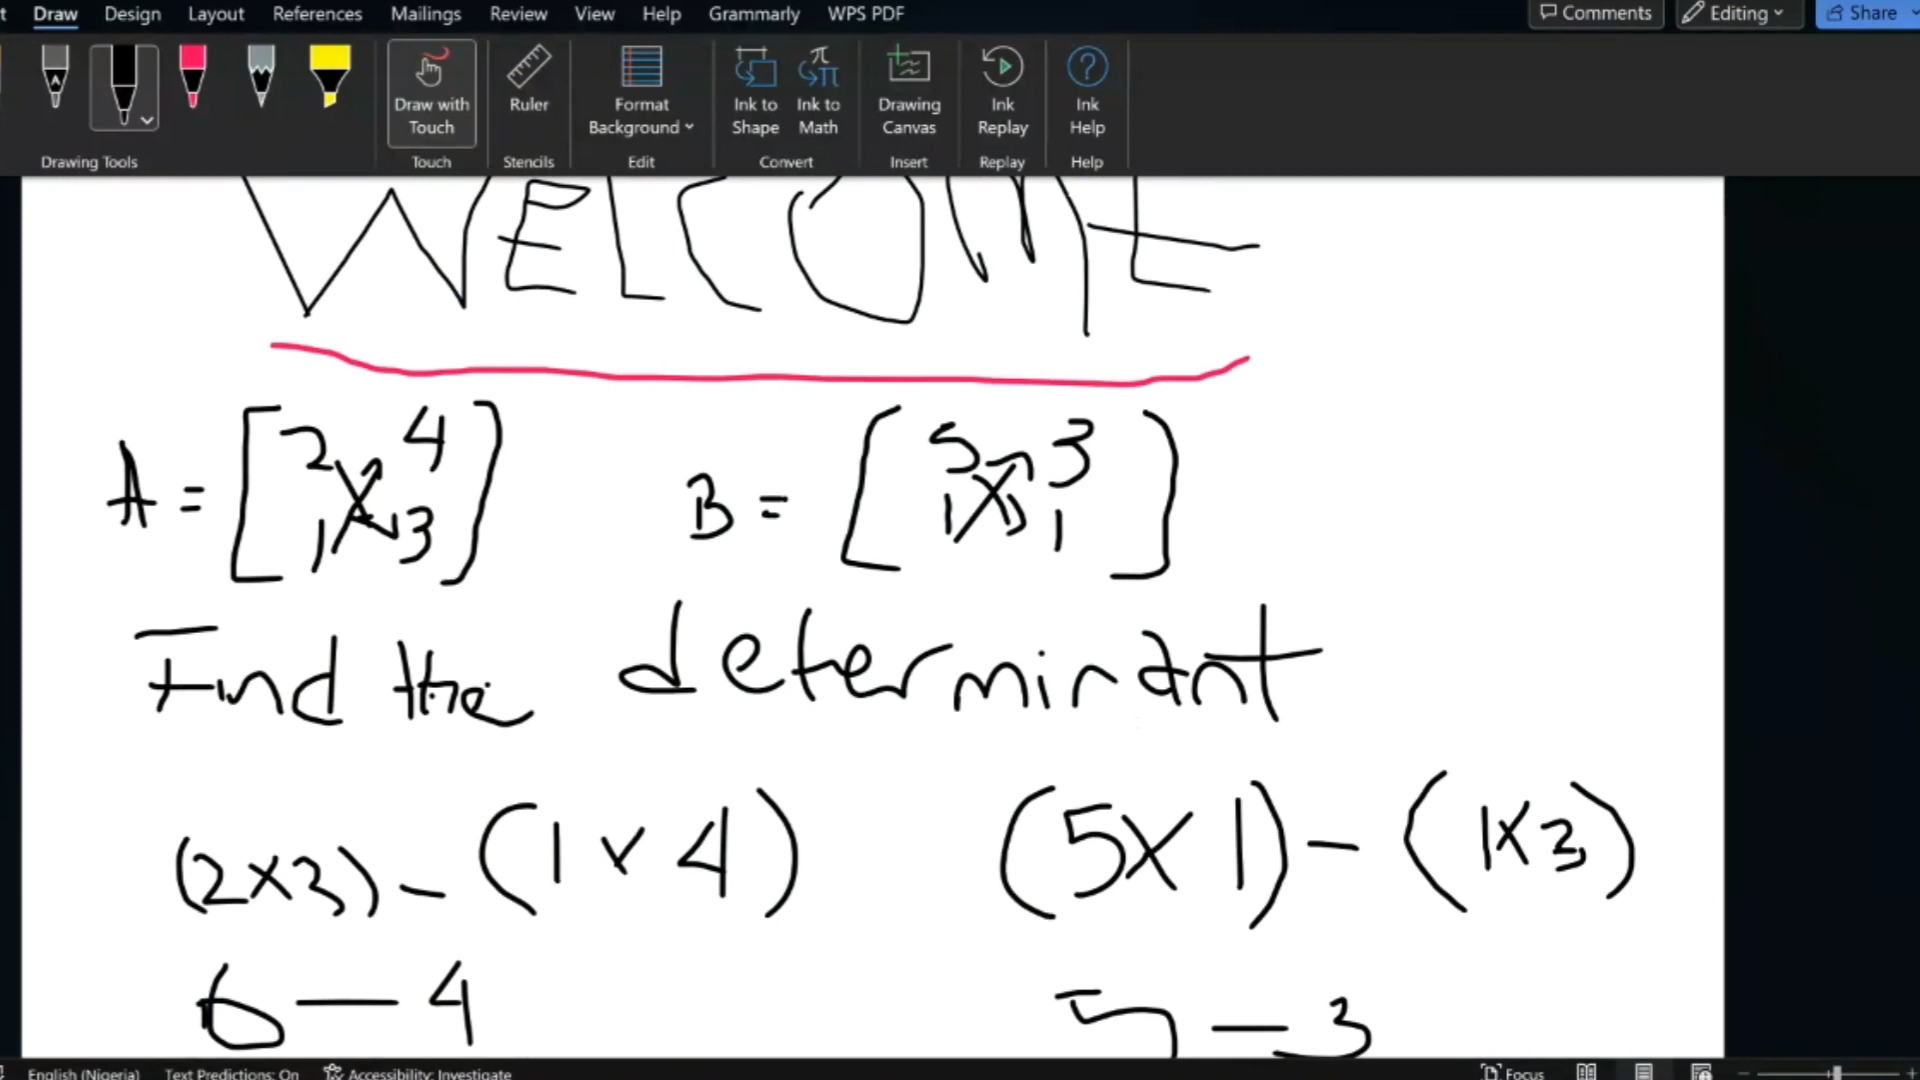 Draw Design Layout References Mailings Review View Help Grammarly WPS PDF Comments Editing Share
Draw with Touch
Ruler
Format Background
Ink to Shape
Ink to Math
Drawing Canvas
Ink Replay
Ink Help
Drawing Tools Touch Stencils Edit Convert Insert Replay Help
WELCOME
A = [2 4
1 3]
B = [5 3
1 1]
Find the determinant
(2×3) - (1 × 4) (5× 1) - (1×3)
6 - 4 5 - 3
English (Nigeria) Text Predictions: On Accessibility: Investigate Focus